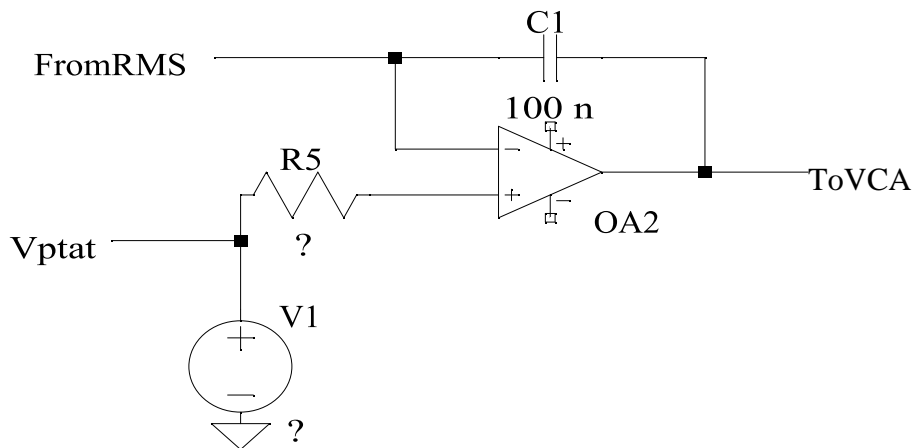 C1
FromRMS
100 n
R5
ToVCA
OA2
?
Vptat
V1
?